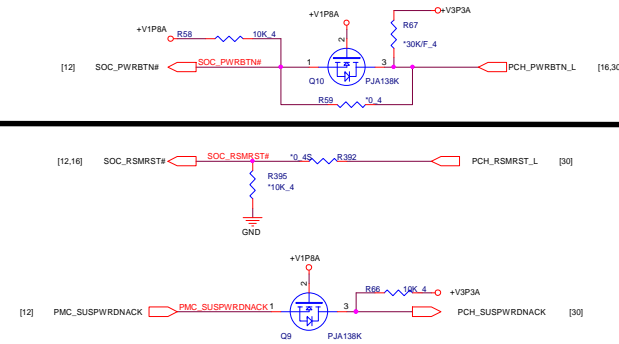 +V1P8A
+V3P3A
+V1P8A
R58
10K_4
R67
*30K/F_4
2
[12]
SOC_PWRBTN#
SOC_PWRBTN#
1
3
PCH_PWRBTN_L
[16,30
Q10
PJA138K
R59
*0_4
[12,16]
SOC_RSMRST#
SOC_RSMRST#
*0_4S
R392
PCH_RSMRST_L
[30]
R395
*10K_4
GND
+V1P8A
2
R66
10K_4
+V3P3A
[12]
PMC_SUSPWRDNACK
PMC_SUSPWRDNACK
1
3
PCH_SUSPWRDNACK
[30]
Q9
PJA138K